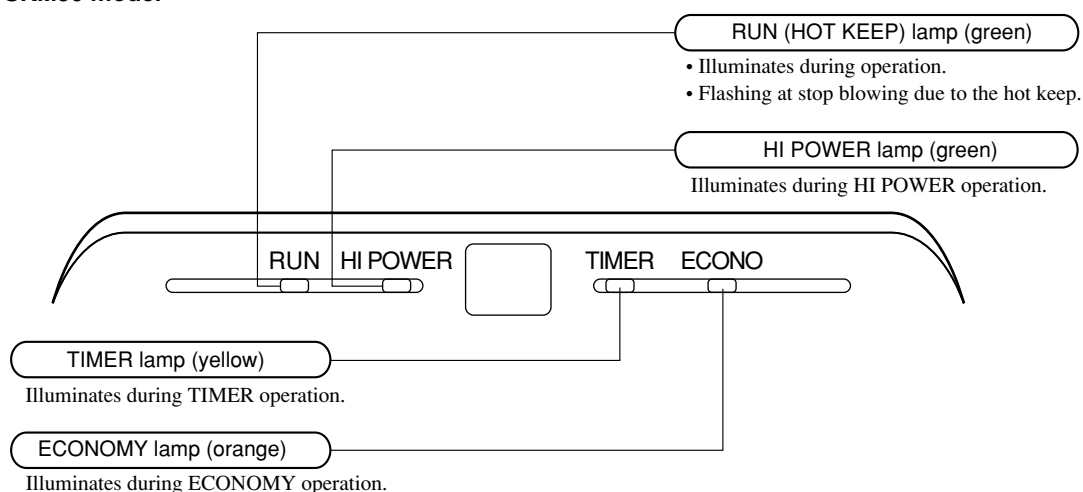 RUN (HOT KEEP) lamp (green)
• Illuminates during operation.
• Flashing at stop blowing due to the hot keep.
HI POWER lamp (green)
Illuminates during HI POWER operation.
RUN HI POWER TIMER ECONO
TIMER lamp (yellow)
Illuminates during TIMER operation.
ECONOMY lamp (orange)
Illuminates during ECONOMY operation.